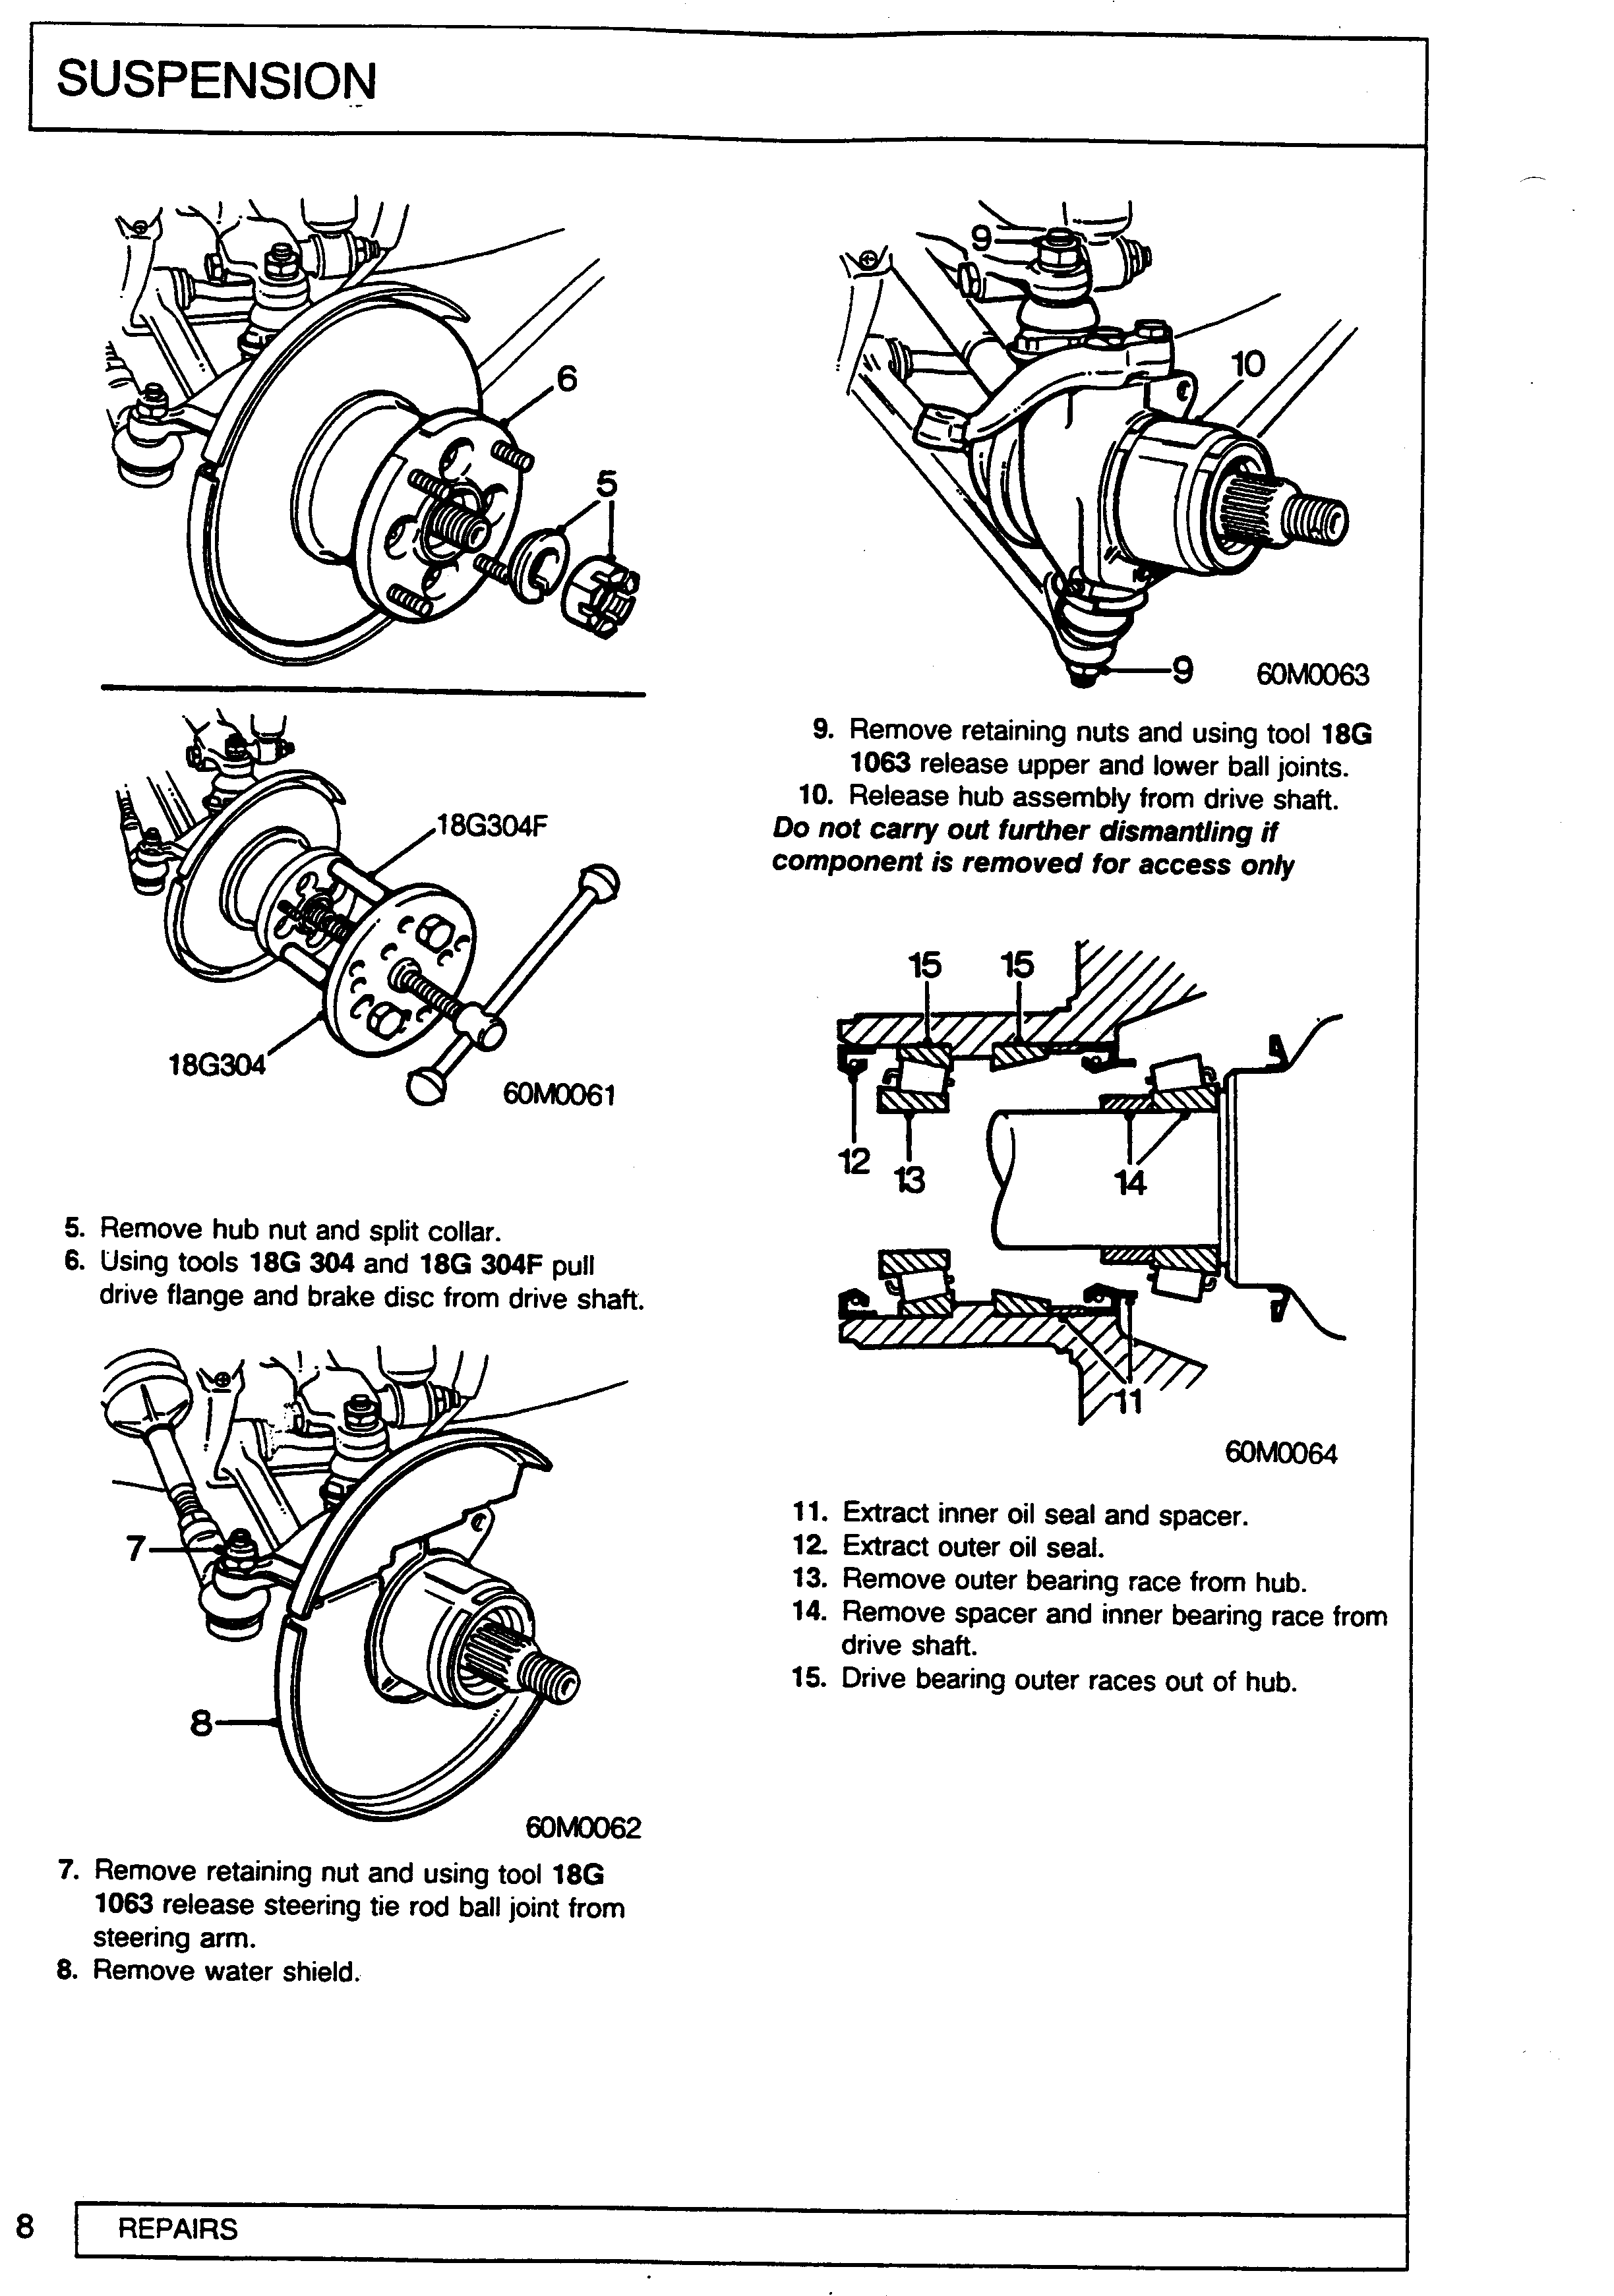 SUSPENSION
6
5
18G304F
18G304
60M0061
5. Remove hub nut and split collar.
6. Using tools 18G 304 and 18G 304F pull
drive flange and brake disc from drive shaft.
7
8
60M0062
7. Remove retaining nut and using tool 18G
1063 release steering tie rod ball joint from
steering arm.
8. Remove water shield.
9
10
9
60M0063
9. Remove retaining nuts and using tool 18G
1063 release upper and lower ball joints.
10. Release hub assembly from drive shaft.
Do not carry out further dismantling if
component is removed for access only
15 15
12 13 14
11
60M0064
11. Extract inner oil seal and spacer.
12. Extract outer oil seal.
13. Remove outer bearing race from hub.
14. Remove spacer and inner bearing race from
drive shaft.
15. Drive bearing outer races out of hub.
8 REPAIRS